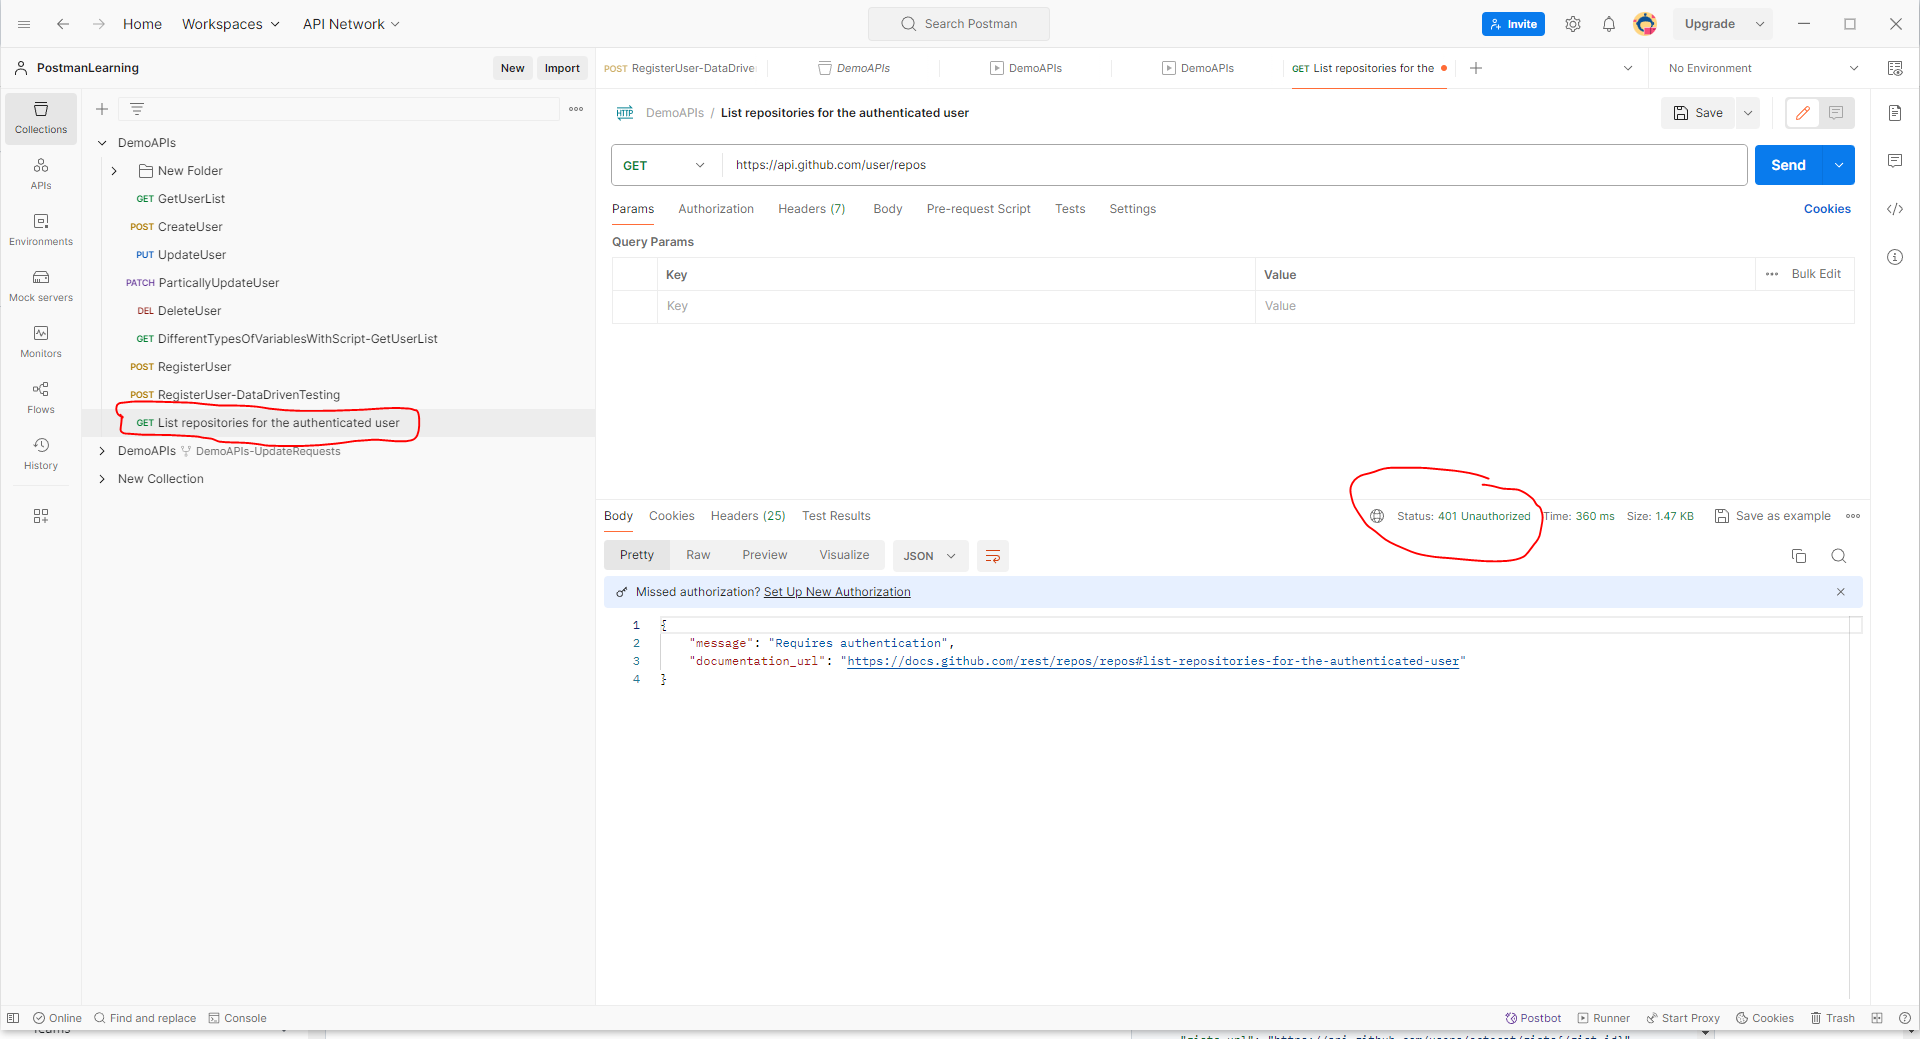 Home Workspaces API Network Search Postman Invite Upgrade
PostmanLearning New Import
POST RegisterUser-DataDrive DemoAPIs DemoAPIs DemoAPIs GET List repositories for the No Environment
Collections
APIs
Environments
Mock servers
Monitors
Flows
History
DemoAPIs
New Folder
GET GetUserList
POST CreateUser
PUT UpdateUser
PATCH ParticallyUpdateUser
DEL DeleteUser
GET DifferentTypesOfVariablesWithScript-GetUserList
POST RegisterUser
POST RegisterUser-DataDrivenTesting
GET List repositories for the authenticated user
DemoAPIs DemoAPIs-UpdateRequests
New Collection
HTTP DemoAPIs / List repositories for the authenticated user Save
GET https://api.github.com/user/repos Send
Params Authorization Headers (7) Body Pre-request Script Tests Settings Cookies
Query Params
Key Value Bulk Edit
Key Value
Body Cookies Headers (25) Test Results Status: 401 Unauthorized Time: 360 ms Size: 1.47 KB Save as example
Pretty Raw Preview Visualize JSON
Missed authorization? Set Up New Authorization
1 {
2 "message": "Requires authentication",
3 "documentation_url": "https://docs.github.com/rest/repos/repos#list-repositories-for-the-authenticated-user"
4 }
Online Find and replace Console Postbot Runner Start Proxy Cookies Trash